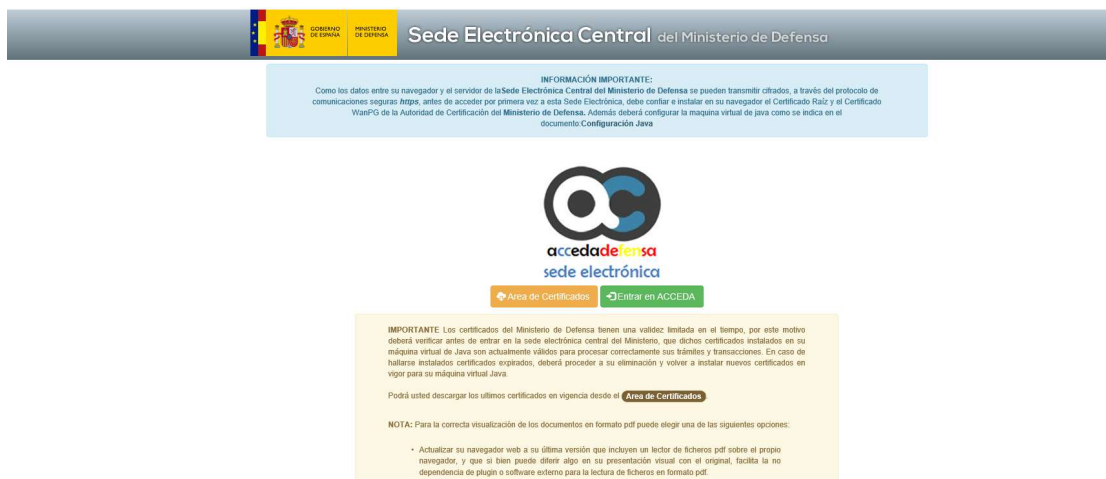 GOBIERNO
DE ESPAÑA
MINISTERIO
DE DEFENSA
Sede Electrónica Central del Ministerio de Defensa
INFORMACIÓN IMPORTANTE:
Como los datos entre su navegador y el servidor de laSede Electrónica Central del Ministerio de Defensa se pueden transmitir cifrados, a través del protocolo de
comunicaciones seguras https, antes de acceder por primera vez a esta Sede Electrónica, debe confiar e instalar en su navegador el Certificado Raíz y el Certificado
WanPG de la Autoridad de Certificación del Ministerio de Defensa. Además deberá configurar la maquina virtual de java como se indica en el
documento:Configuración Java
accedadefensa
sede electrónica
Area de Certificados
Entrar en ACCEDA
IMPORTANTE Los certificados del Ministerio de Defensa tienen una validez limitada en el tiempo, por este motivo
deberá verificar antes de entrar en la sede electrónica central del Ministerio, que dichos certificados instalados en su
máquina virtual de Java son actualmente válidos para procesar correctamente sus trámites y transacciones. En caso de
hallarse instalados certificados expirados, deberá proceder a su eliminación y volver a instalar nuevos certificados en
vigor para su máquina virtual Java.
Podrá usted descargar los ultimos certificados en vigencia desde el Area de Certificados.
NOTA: Para la correcta visualización de los documentos en formato pdf puede elegir una de las siguientes opciones:
• Actualizar su navegador web a su última versión que incluyen un lector de ficheros pdf sobre el propio
navegador, y que si bien puede diferir algo en su presentación visual con el original, facilita la no
dependencia de plugin o software externo para la lectura de ficheros en formato pdf.